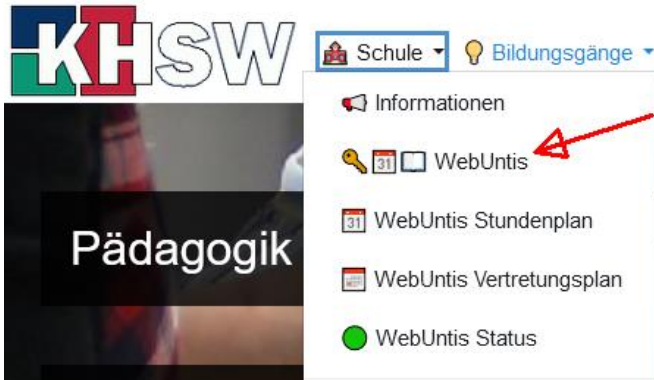 KHSW
Schule
Bildungsgänge
Informationen
31 WebUntis
31 WebUntis Stundenplan
WebUntis Vertretungsplan
WebUntis Status
Pädagogik